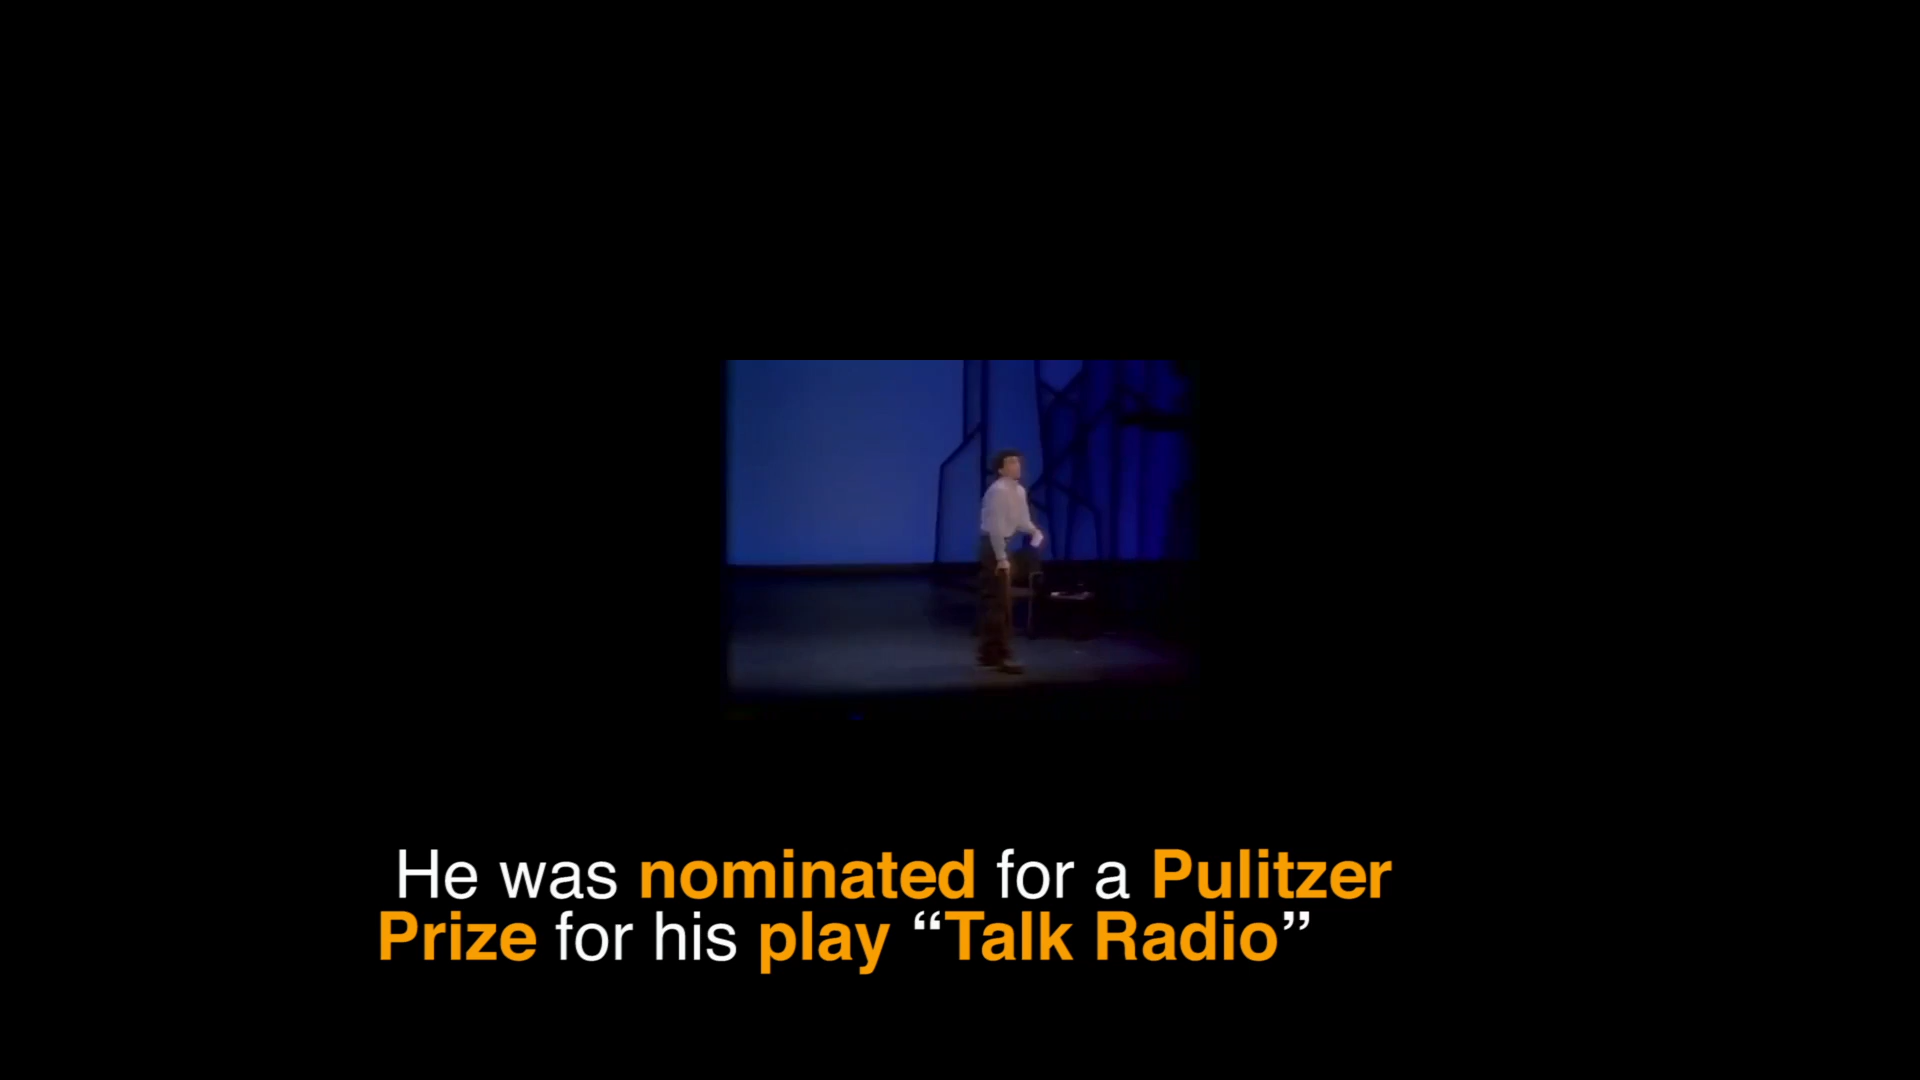 He was nominated for a Pulitzer
Prize for his play “Talk Radio”